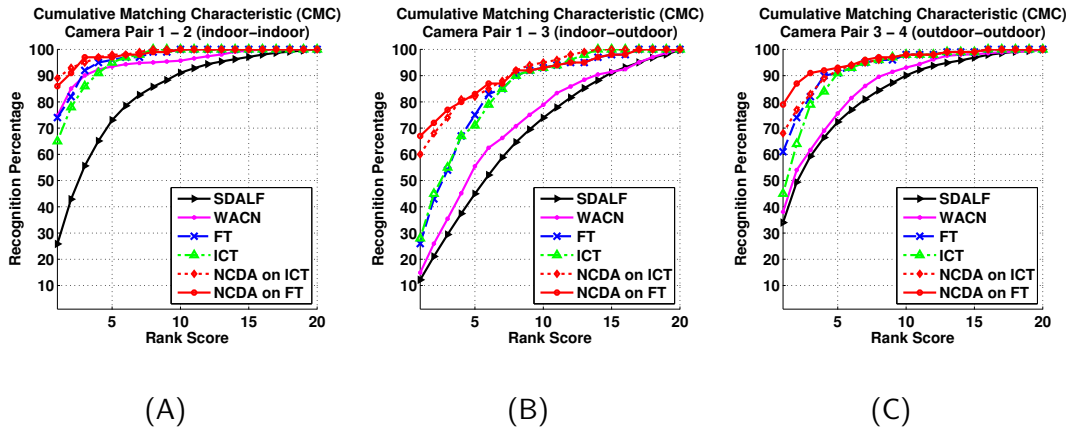 Cumulative Matching Characteristic (CMC)
Camera Pair 1 − 2 (indoor−indoor)
Recognition Percentage
100
90
80
70
60
50
40
30
20
10
SDALF
WACN
FT
ICT
NCDA on ICT
NCDA on FT
5 10 15 20
Rank Score
(A)
Cumulative Matching Characteristic (CMC)
Camera Pair 1 − 3 (indoor−outdoor)
Recognition Percentage
100
90
80
70
60
50
40
30
20
10
SDALF
WACN
FT
ICT
NCDA on ICT
NCDA on FT
5 10 15 20
Rank Score
(B)
Cumulative Matching Characteristic (CMC)
Camera Pair 3 − 4 (outdoor−outdoor)
Recognition Percentage
100
90
80
70
60
50
40
30
20
10
SDALF
WACN
FT
ICT
NCDA on ICT
NCDA on FT
5 10 15 20
Rank Score
(C)